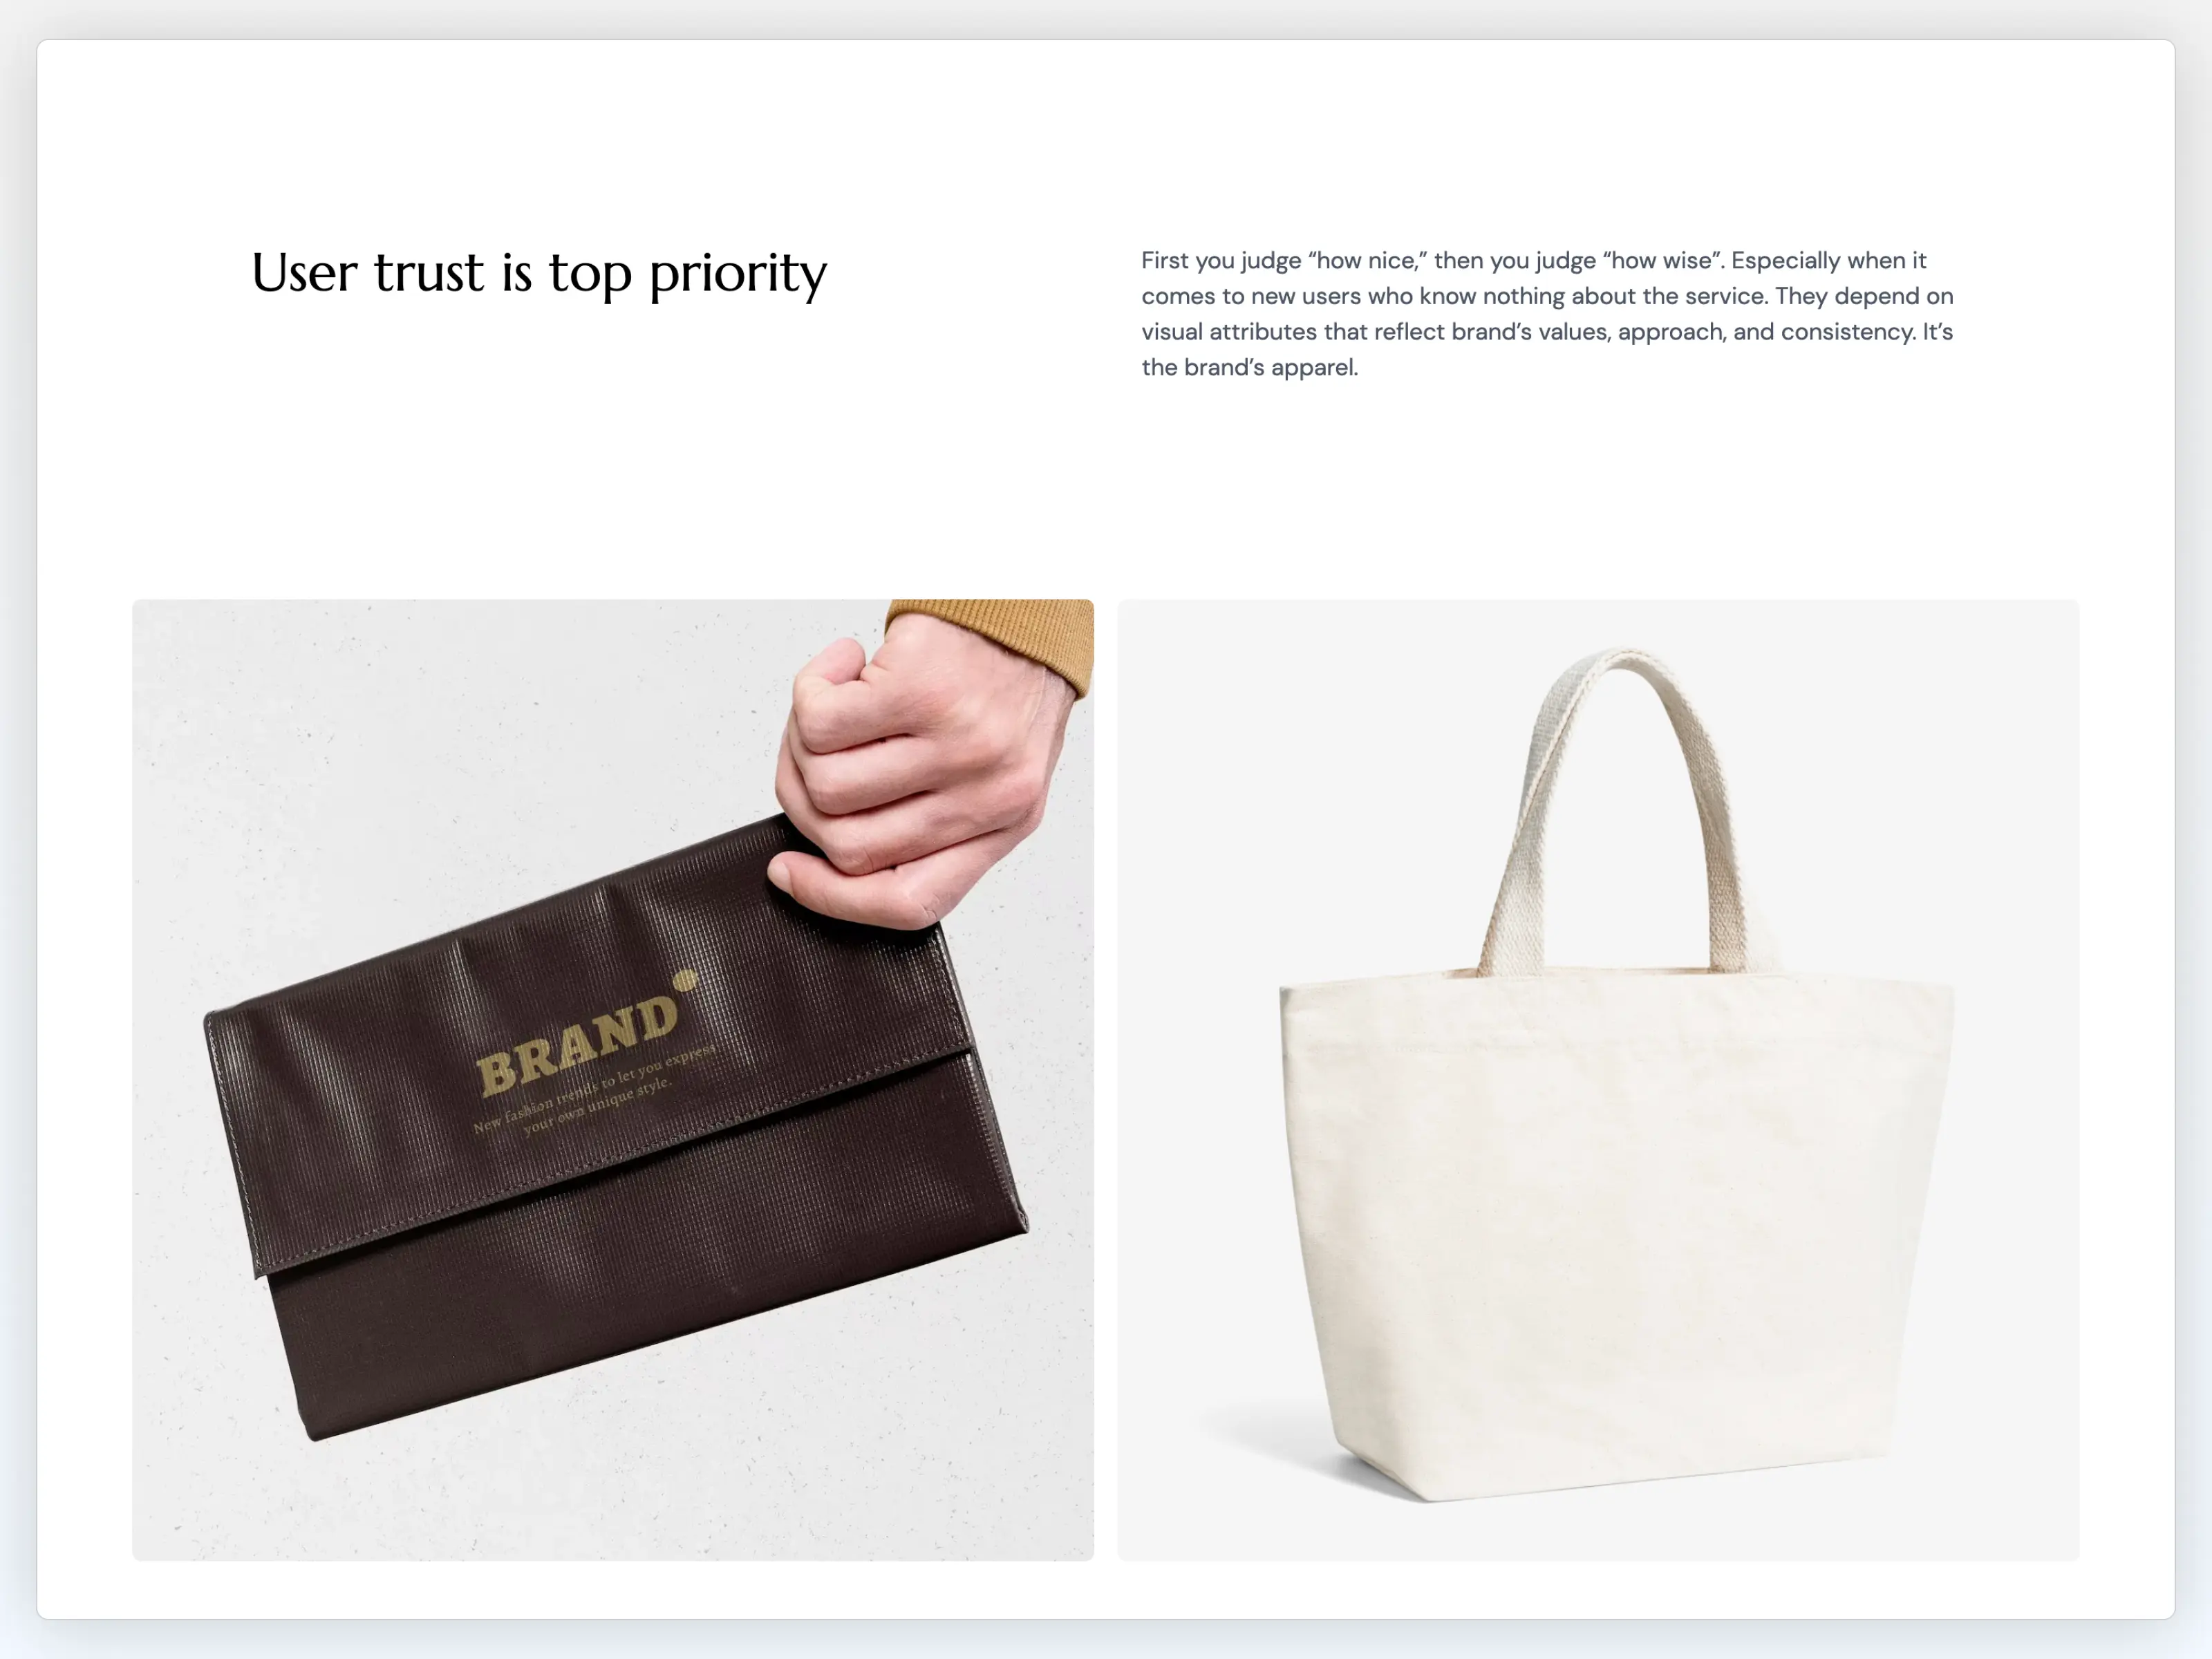 User trust is top priority
First you judge “how nice,” then you judge “how wise”. Especially when it
comes to new users who know nothing about the service. They depend on
visual attributes that reflect brand’s values, approach, and consistency. It’s
the brand’s apparel.
BRAND
New fashion trends to let you express
your own unique style.